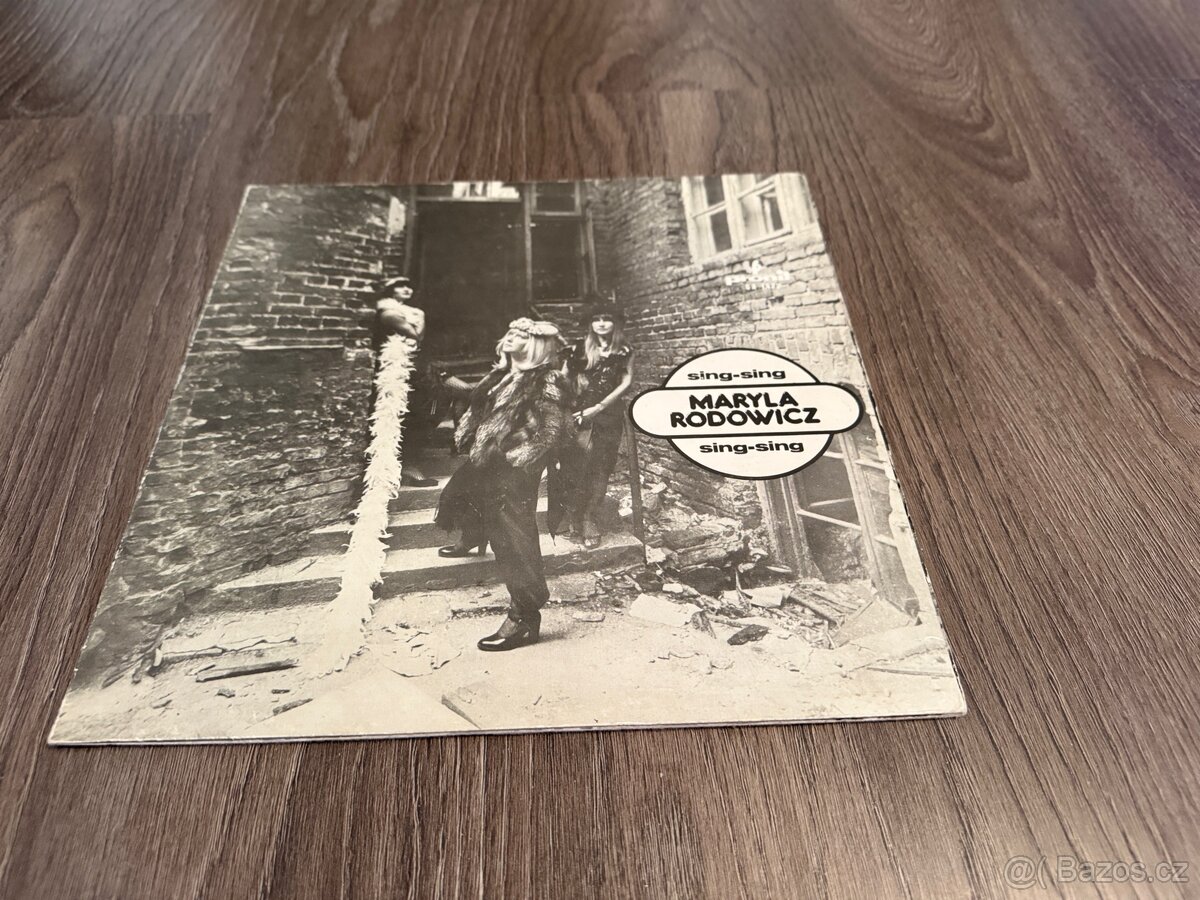 sing-sing
MARYLA
RODOWICZ
sing-sing
@( Bazos.cz